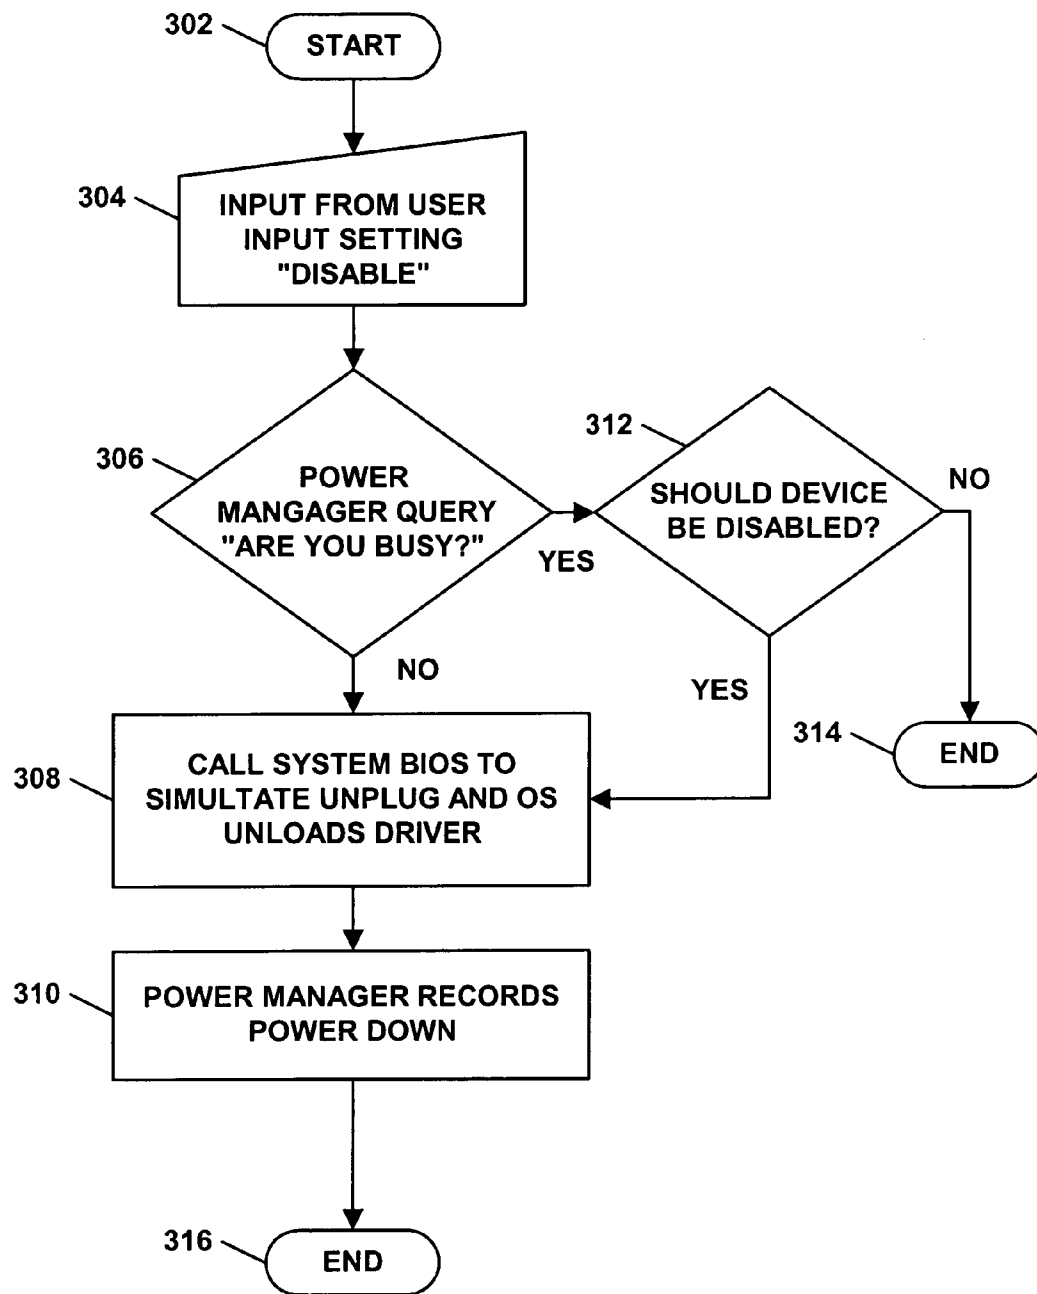 302
START
304
INPUT FROM USER
INPUT SETTING
"DISABLE"
306
POWER
MANGAGER QUERY
"ARE YOU BUSY?"
YES
312
SHOULD DEVICE
BE DISABLED?
NO
NO
YES
314
END
308
CALL SYSTEM BIOS TO
SIMULTATE UNPLUG AND OS
UNLOADS DRIVER
310
POWER MANAGER RECORDS
POWER DOWN
316
END